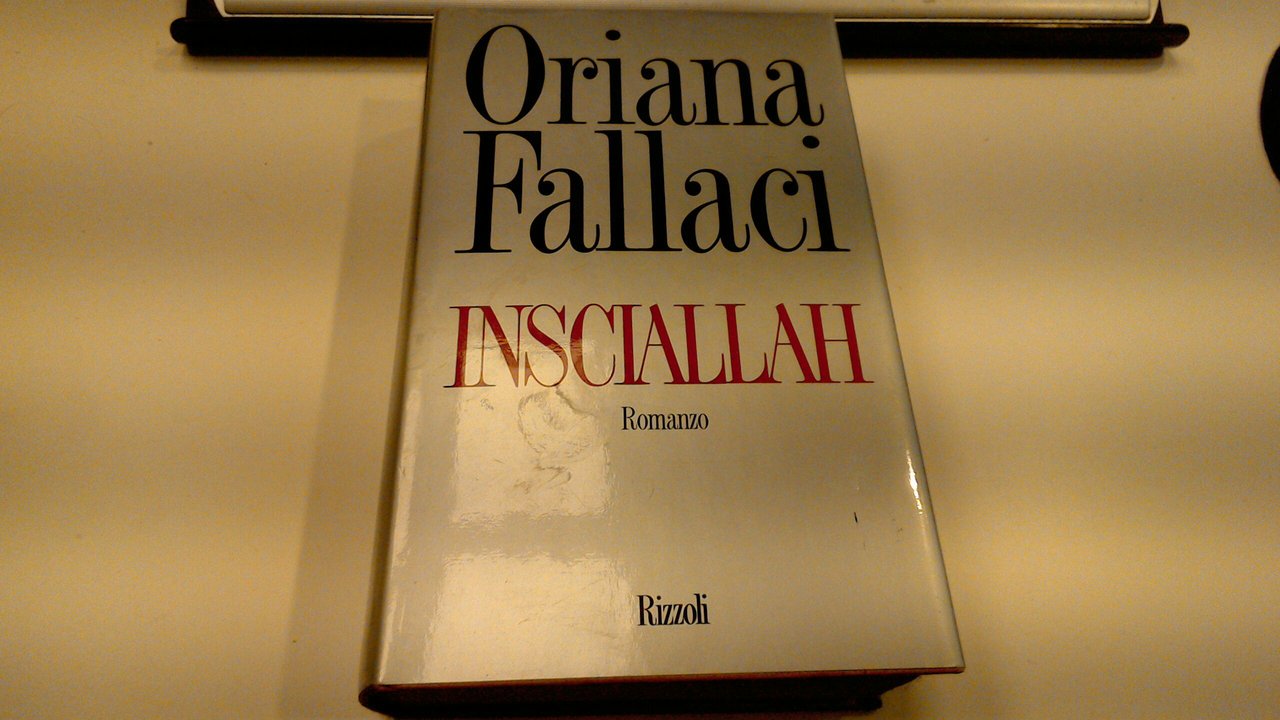 Oriana
Fallaci
INSCIALLAH
Romanzo
Rizzoli